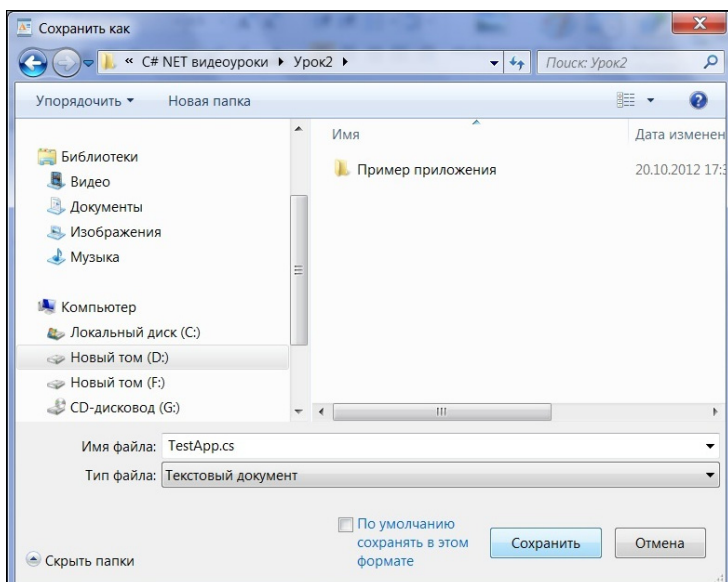 Сохранить как
« C# NET видеоуроки Урок2
Поиск: Урок2
Упорядочить Новая папка
Имя Дата изменен
Библиотеки
Видео
Документы
Изображения
Музыка
Компьютер
Локальный диск (C:)
Новый том (D:)
Новый том (F:)
CD-дисковод (G:)
Пример приложения 20.10.2012 17:3
Имя файла: TestApp.cs
Тип файла: Текстовый документ
По умолчанию
сохранять в этом
формате
Сохранить Отмена
Скрыть папки